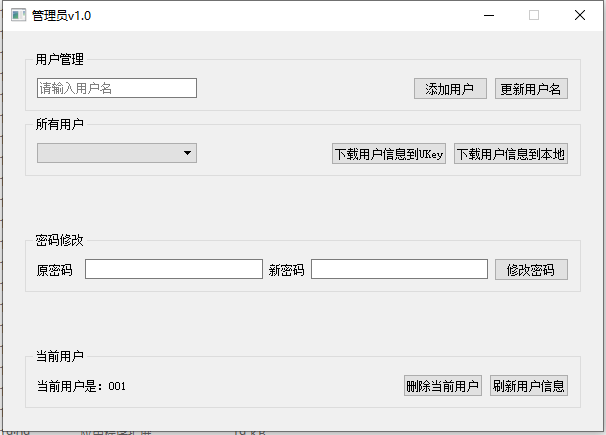 管理员v1.0
用户管理
请输入用户名 添加用户 更新用户名
所有用户
下载用户信息到UKey 下载用户信息到本地
密码修改
原密码 新密码 修改密码
当前用户
当前用户是：001 删除当前用户 刷新用户信息